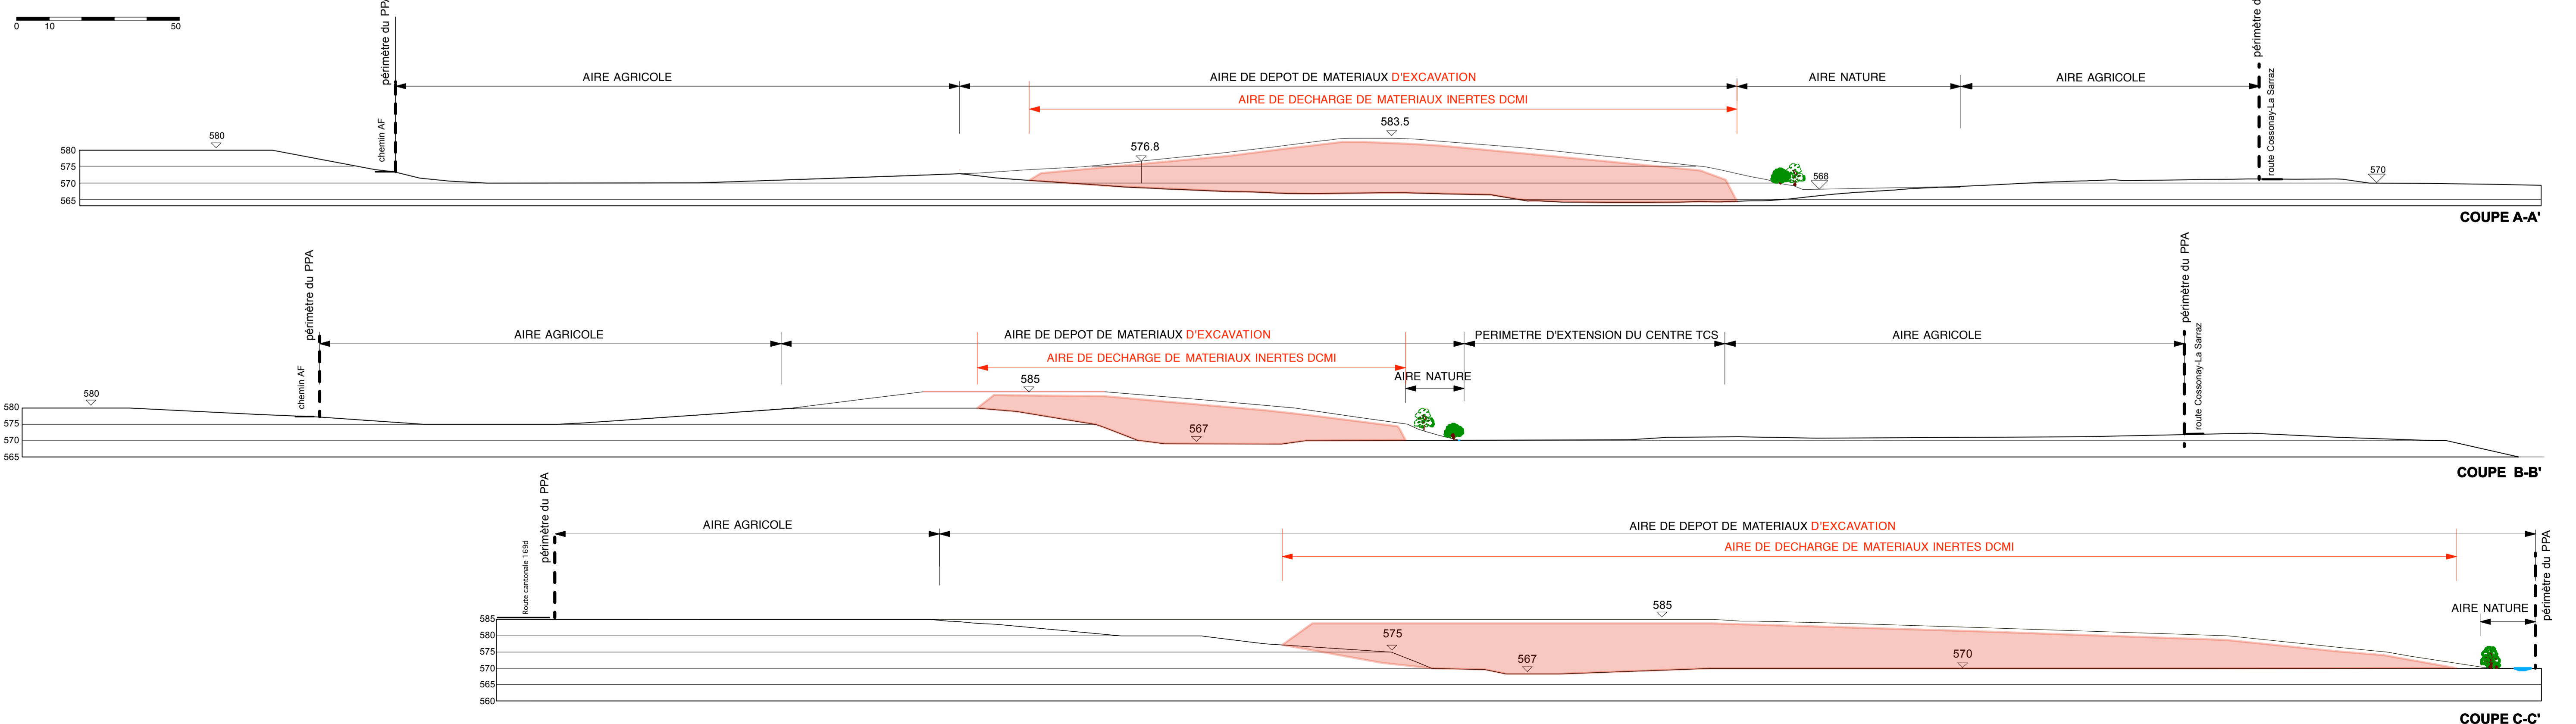 0 10 50
périmètre du PPA
périmètre d
AIRE AGRICOLE
AIRE DE DEPOT DE MATERIAUX D'EXCAVATION
AIRE NATURE
AIRE AGRICOLE
AIRE DE DECHARGE DE MATERIAUX INERTES DCMI
chemin AF
route Cossonay-La Sarraz
580
576.8
583.5
568
570
580
575
570
565
COUPE A-A'
périmètre du PPA
périmètre du PPA
AIRE AGRICOLE
AIRE DE DEPOT DE MATERIAUX D'EXCAVATION
PERIMETRE D'EXTENSION DU CENTRE TCS
AIRE AGRICOLE
AIRE DE DECHARGE DE MATERIAUX INERTES DCMI
AIRE NATURE
chemin AF
route Cossonay-La Sarraz
580
585
567
580
575
570
565
COUPE B-B'
périmètre du PPA
AIRE AGRICOLE
AIRE DE DEPOT DE MATERIAUX D'EXCAVATION
AIRE DE DECHARGE DE MATERIAUX INERTES DCMI
périmètre du PPA
Route cantonale 169d
AIRE NATURE
585
575
567
570
585
580
575
570
565
560
COUPE C-C'